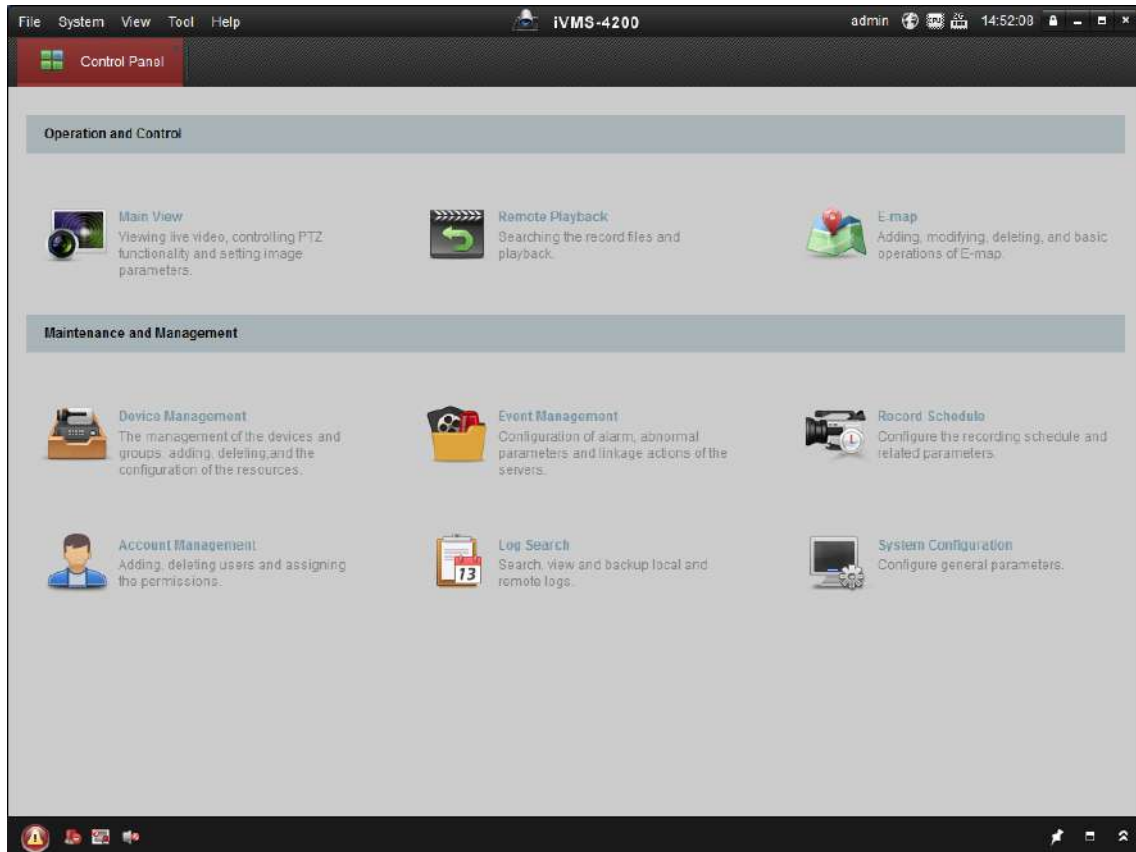 File System View Tool Help
iVMS-4200
admin 14:52:08
Control Panel
Operation and Control
Main View
Viewing live video, controlling PTZ
functionality and setting image
parameters.
Remote Playback
Searching the record files and
playback.
E-map
Adding, modifying, deleting, and basic
operations of E-map.
Maintenance and Management
Device Management
The management of the devices and
groups, adding, deleting,and the
configuration of the resources.
Event Management
Configuration of alarm, abnormal
parameters and linkage actions of the
servers.
Record Schedule
Configure the recording schedule and
related parameters.
Account Management
Adding, deleting users and assigning
the permissions.
13
Log Search
Search, view and backup local and
remote logs.
System Configuration
Configure general parameters.